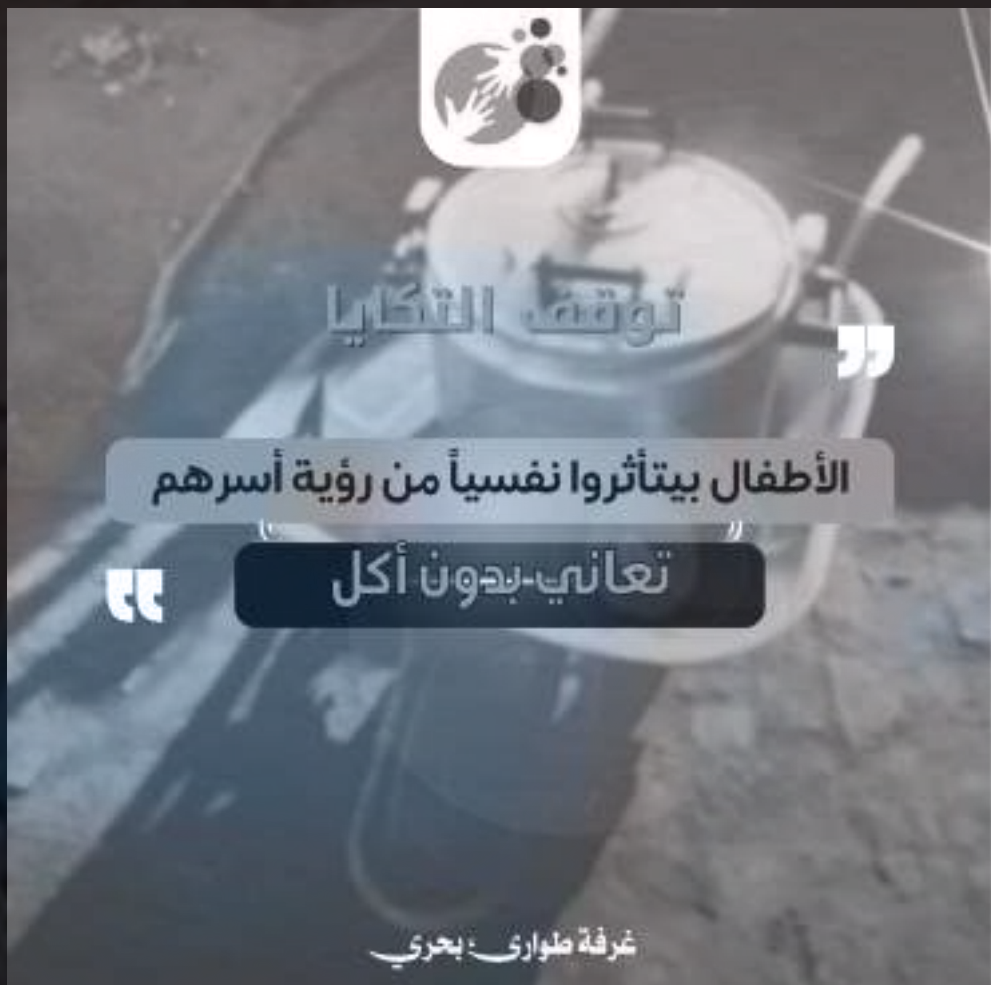 توقف التكايا
الأطفال بيتأثروا نفسياً من رؤية أسرهم
تعاني بدون أكل
غرفة طوارئ بحري